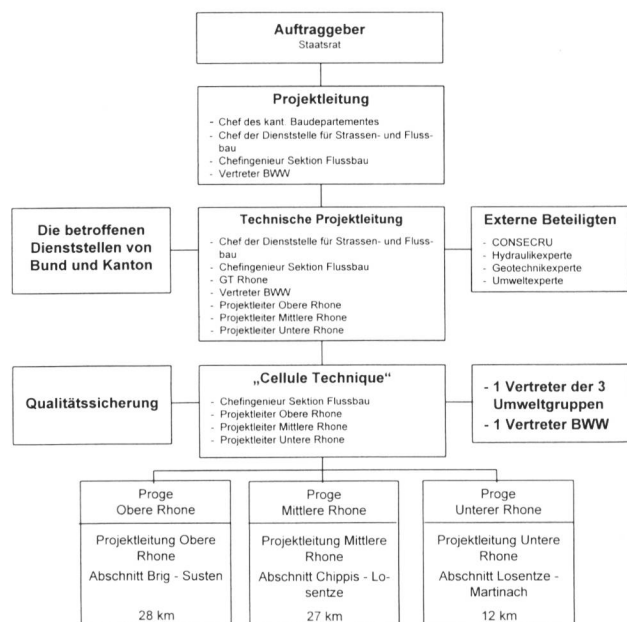 Auftraggeber
Staatsrat
Projektleitung
- Chef des kant. Baudepartementes
- Chef der Dienststelle für Strassen- und Fluss-
bau
- Chefingenieur Sektion Flussbau
- Vertreter BWW
Die betroffenen
Dienststellen von
Bund und Kanton
Technische Projektleitung
- Chef der Dienststelle für Strassen- und Fluss-
bau
- Chefingenieur Sektion Flussbau
- GT Rhone
- Vertreter BWW
- Projektleiter Obere Rhone
- Projektleiter Mittlere Rhone
- Projektleiter Untere Rhone
Externe Beteiligten
- CONSECRU
- Hydraulikexperte
- Geotechnikexperte
- Umweltexperte
Qualitätssicherung
„Cellule Technique“
- Chefingenieur Sektion Flussbau
- Projektleiter Obere Rhone
- Projektleiter Mittlere Rhone
- Projektleiter Untere Rhone
- 1 Vertreter der 3
Umweltgruppen
- 1 Vertreter BWW
Proge
Obere Rhone
Projektleitung Obere
Rhone
Abschnitt Brig - Susten
28 km
Proge
Mittlere Rhone
Projektleitung Mittlere
Rhone
Abschnitt Chippis - Lo-
sentze
27 km
Proge
Unterer Rhone
Projektleitung Untere
Rhone
Abschnitt Losentze -
Martinach
12 km